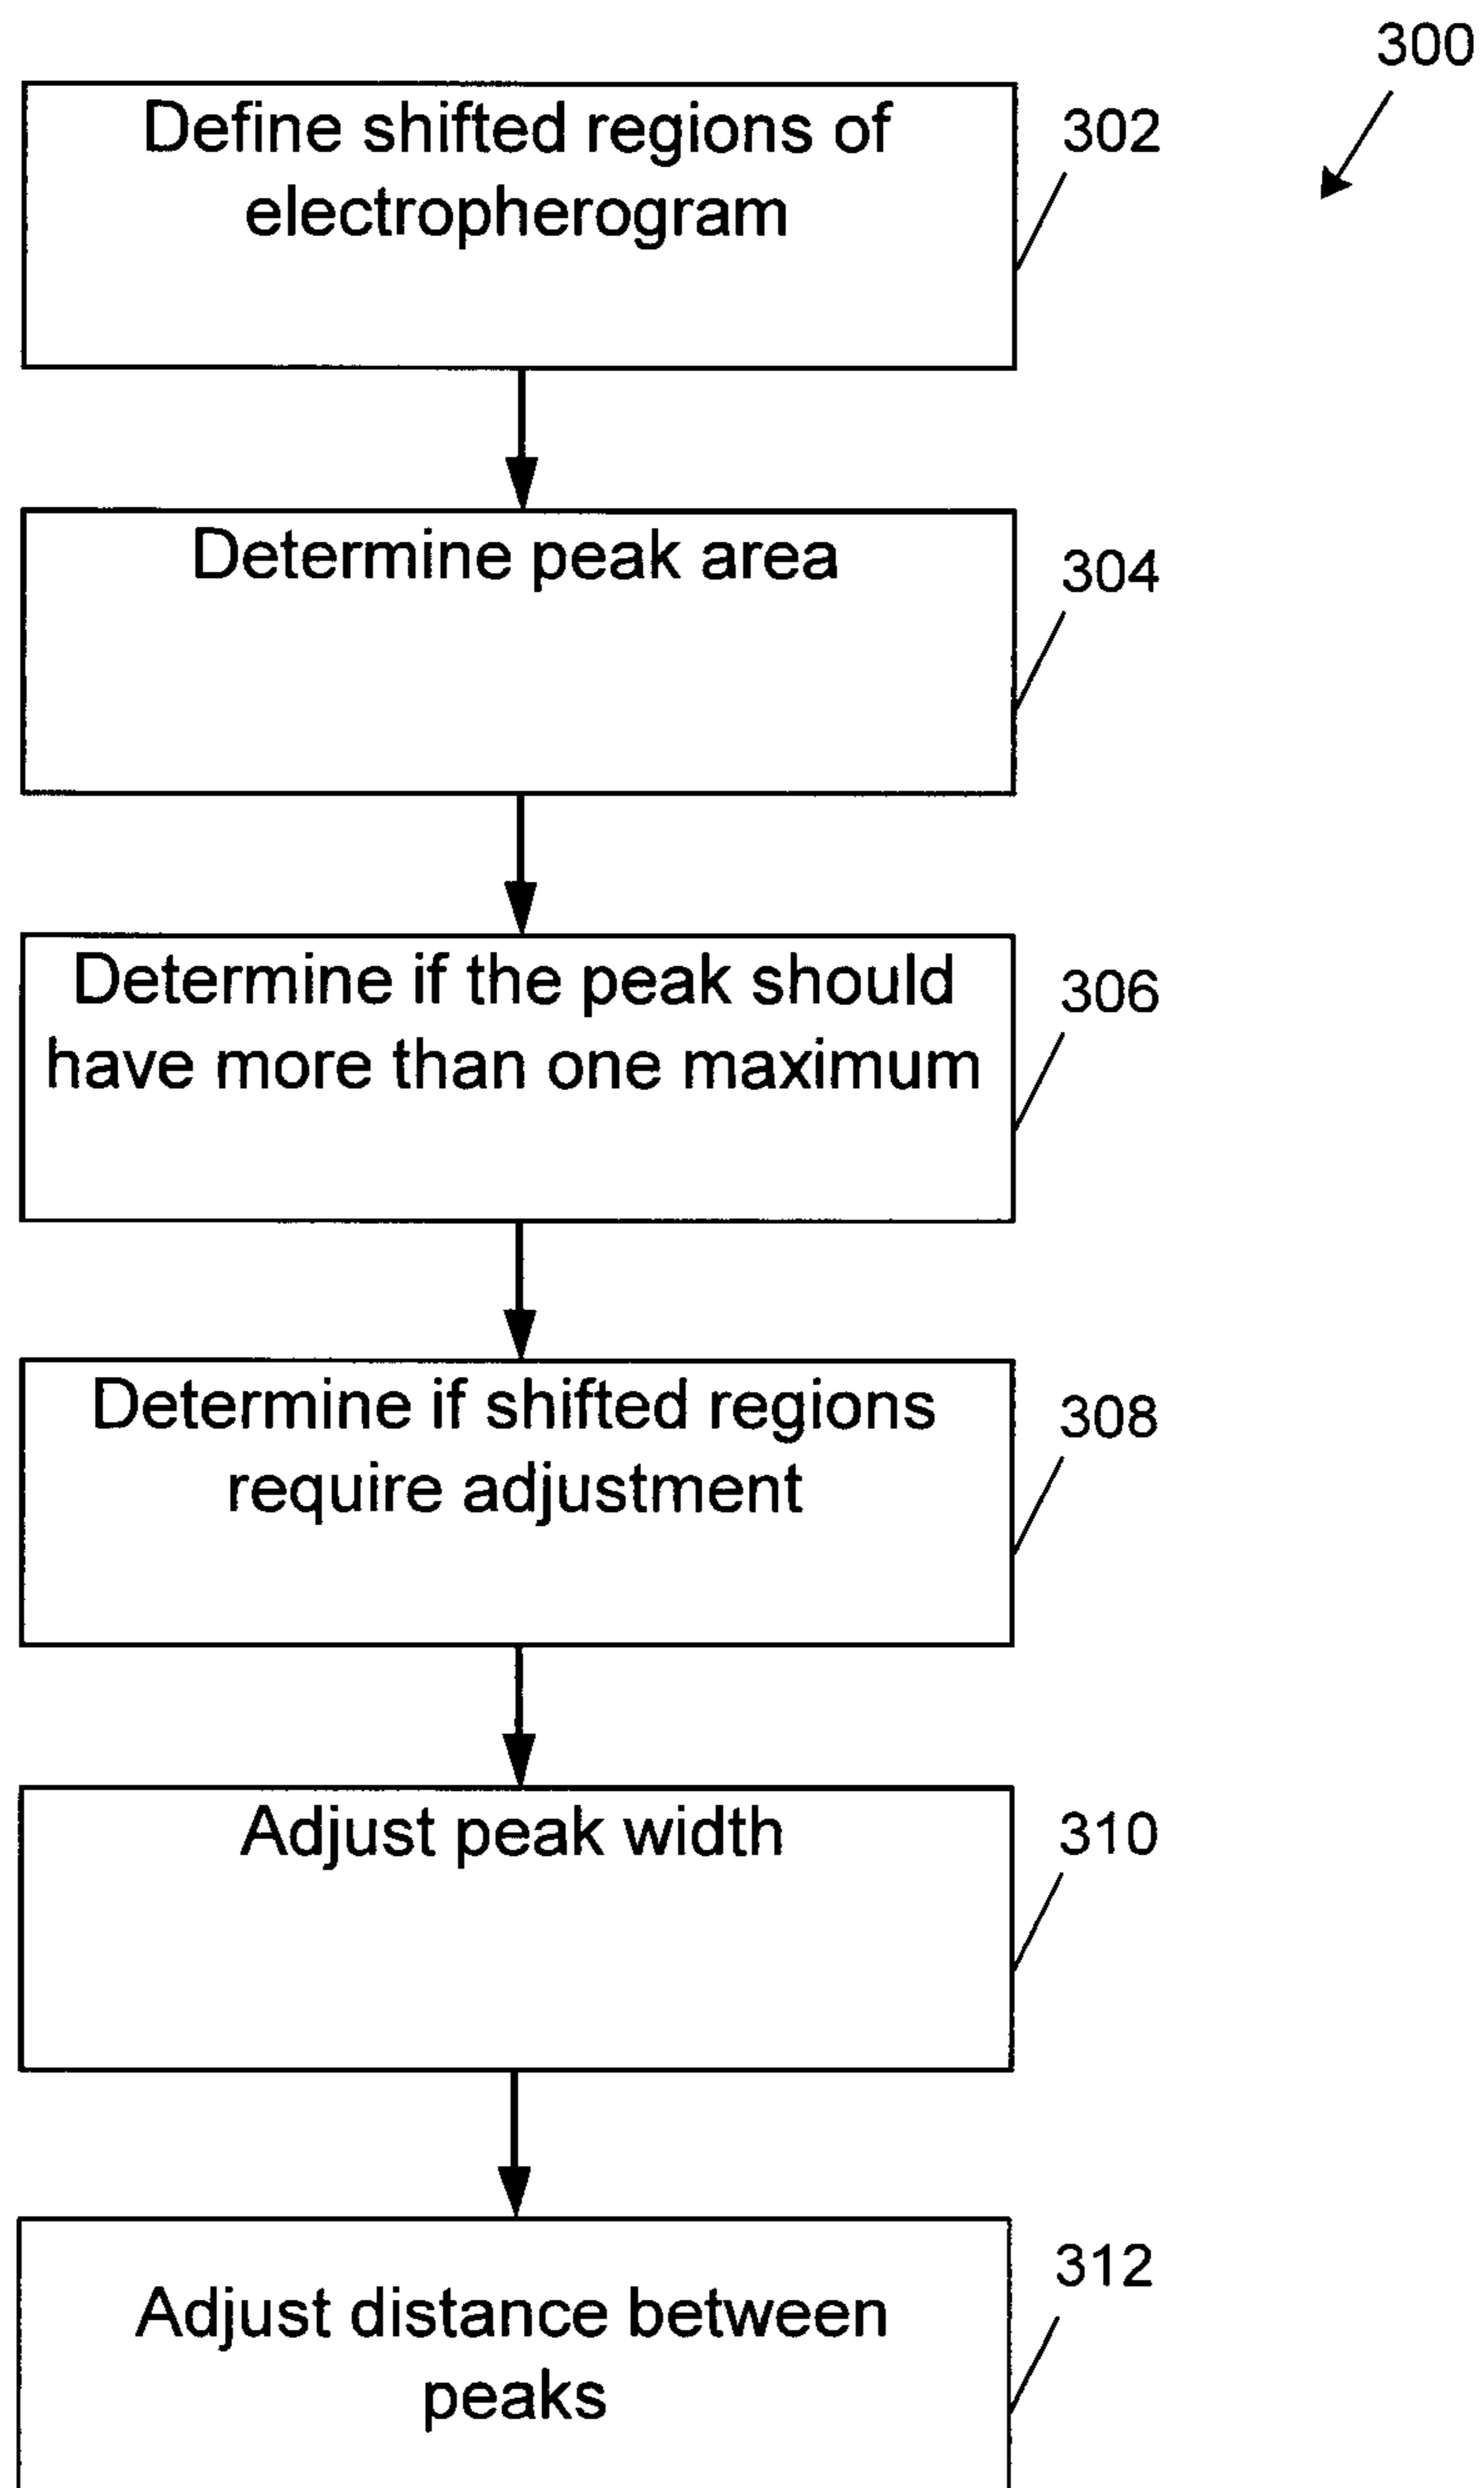 300
Define shifted regions of
electropherogram
302
Determine peak area
304
Determine if the peak should
have more than one maximum
306
Determine if shifted regions
require adjustment
308
Adjust peak width
310
Adjust distance between
peaks
312